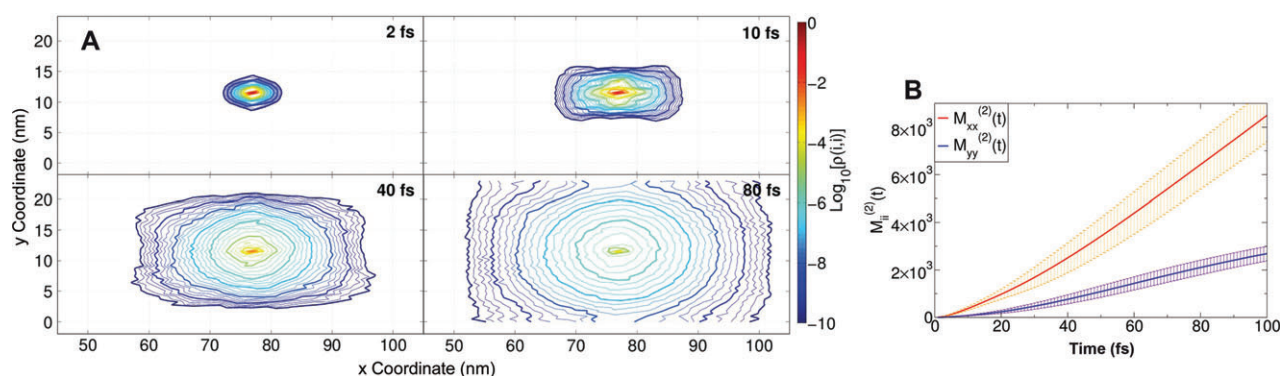 A
2 fs
10 fs
40 fs
80 fs
20
15
10
5
0
20
15
10
5
0
50 60 70 80 90 100
50 60 70 80 90 100
y Coordinate (nm)
x Coordinate (nm)
0
−2
−4
−6
−8
−10
Log₁₀[ρ(i,i)]
B
Mₓₓ⁽²⁾(t)
M_yy⁽²⁾(t)
8×10³
6×10³
4×10³
2×10³
0
M_ii⁽²⁾(t)
0 20 40 60 80 100
Time (fs)